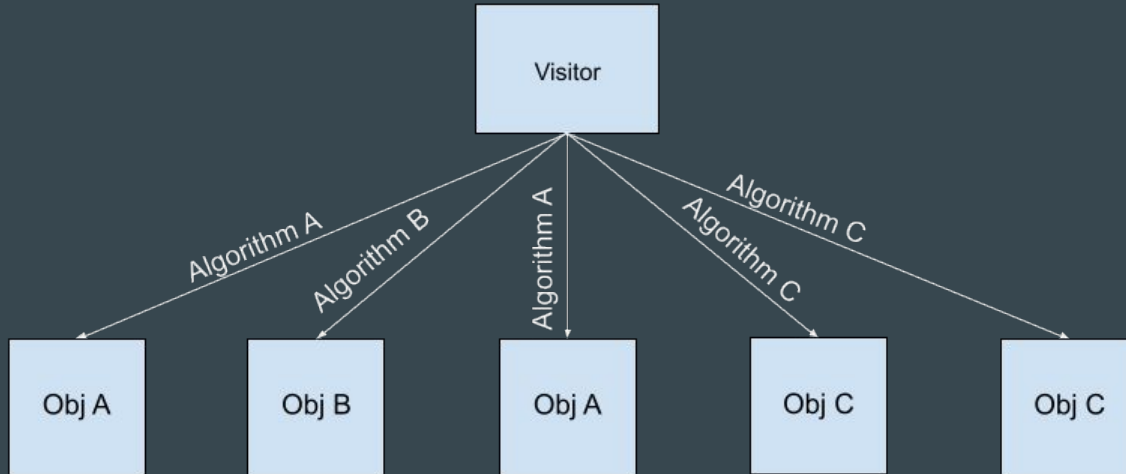 Visitor
Algorithm A
Algorithm B
Algorithm A
Algorithm C
Algorithm C
Obj A
Obj B
Obj A
Obj C
Obj C